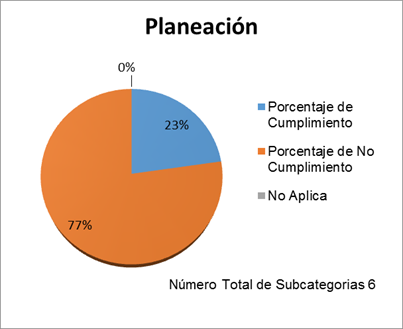 Planeación
0%
23%
77%
Porcentaje de
Cumplimiento
Porcentaje de No
Cumplimiento
No Aplica
Número Total de Subcategorias 6